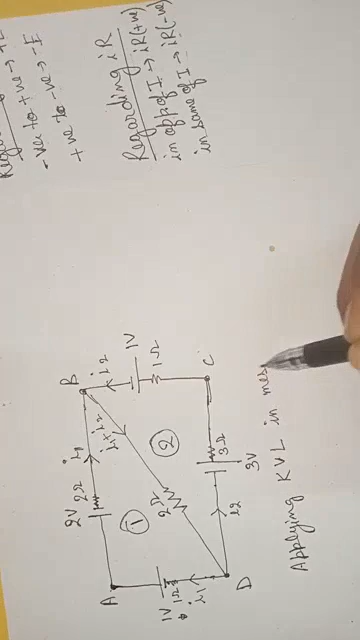 -ve to +ve → -E
+ve to -ve → -E
Regarding iR
in opp of I → iR(+ve)
in same of I → iR(-ve)
B
i2
1V
1Ω
C
i1
2Ω
2V
i1+i2
2
2Ω
3Ω
3V
1
A
1V
1Ω
i1
D
i2
Applying KVL in mes